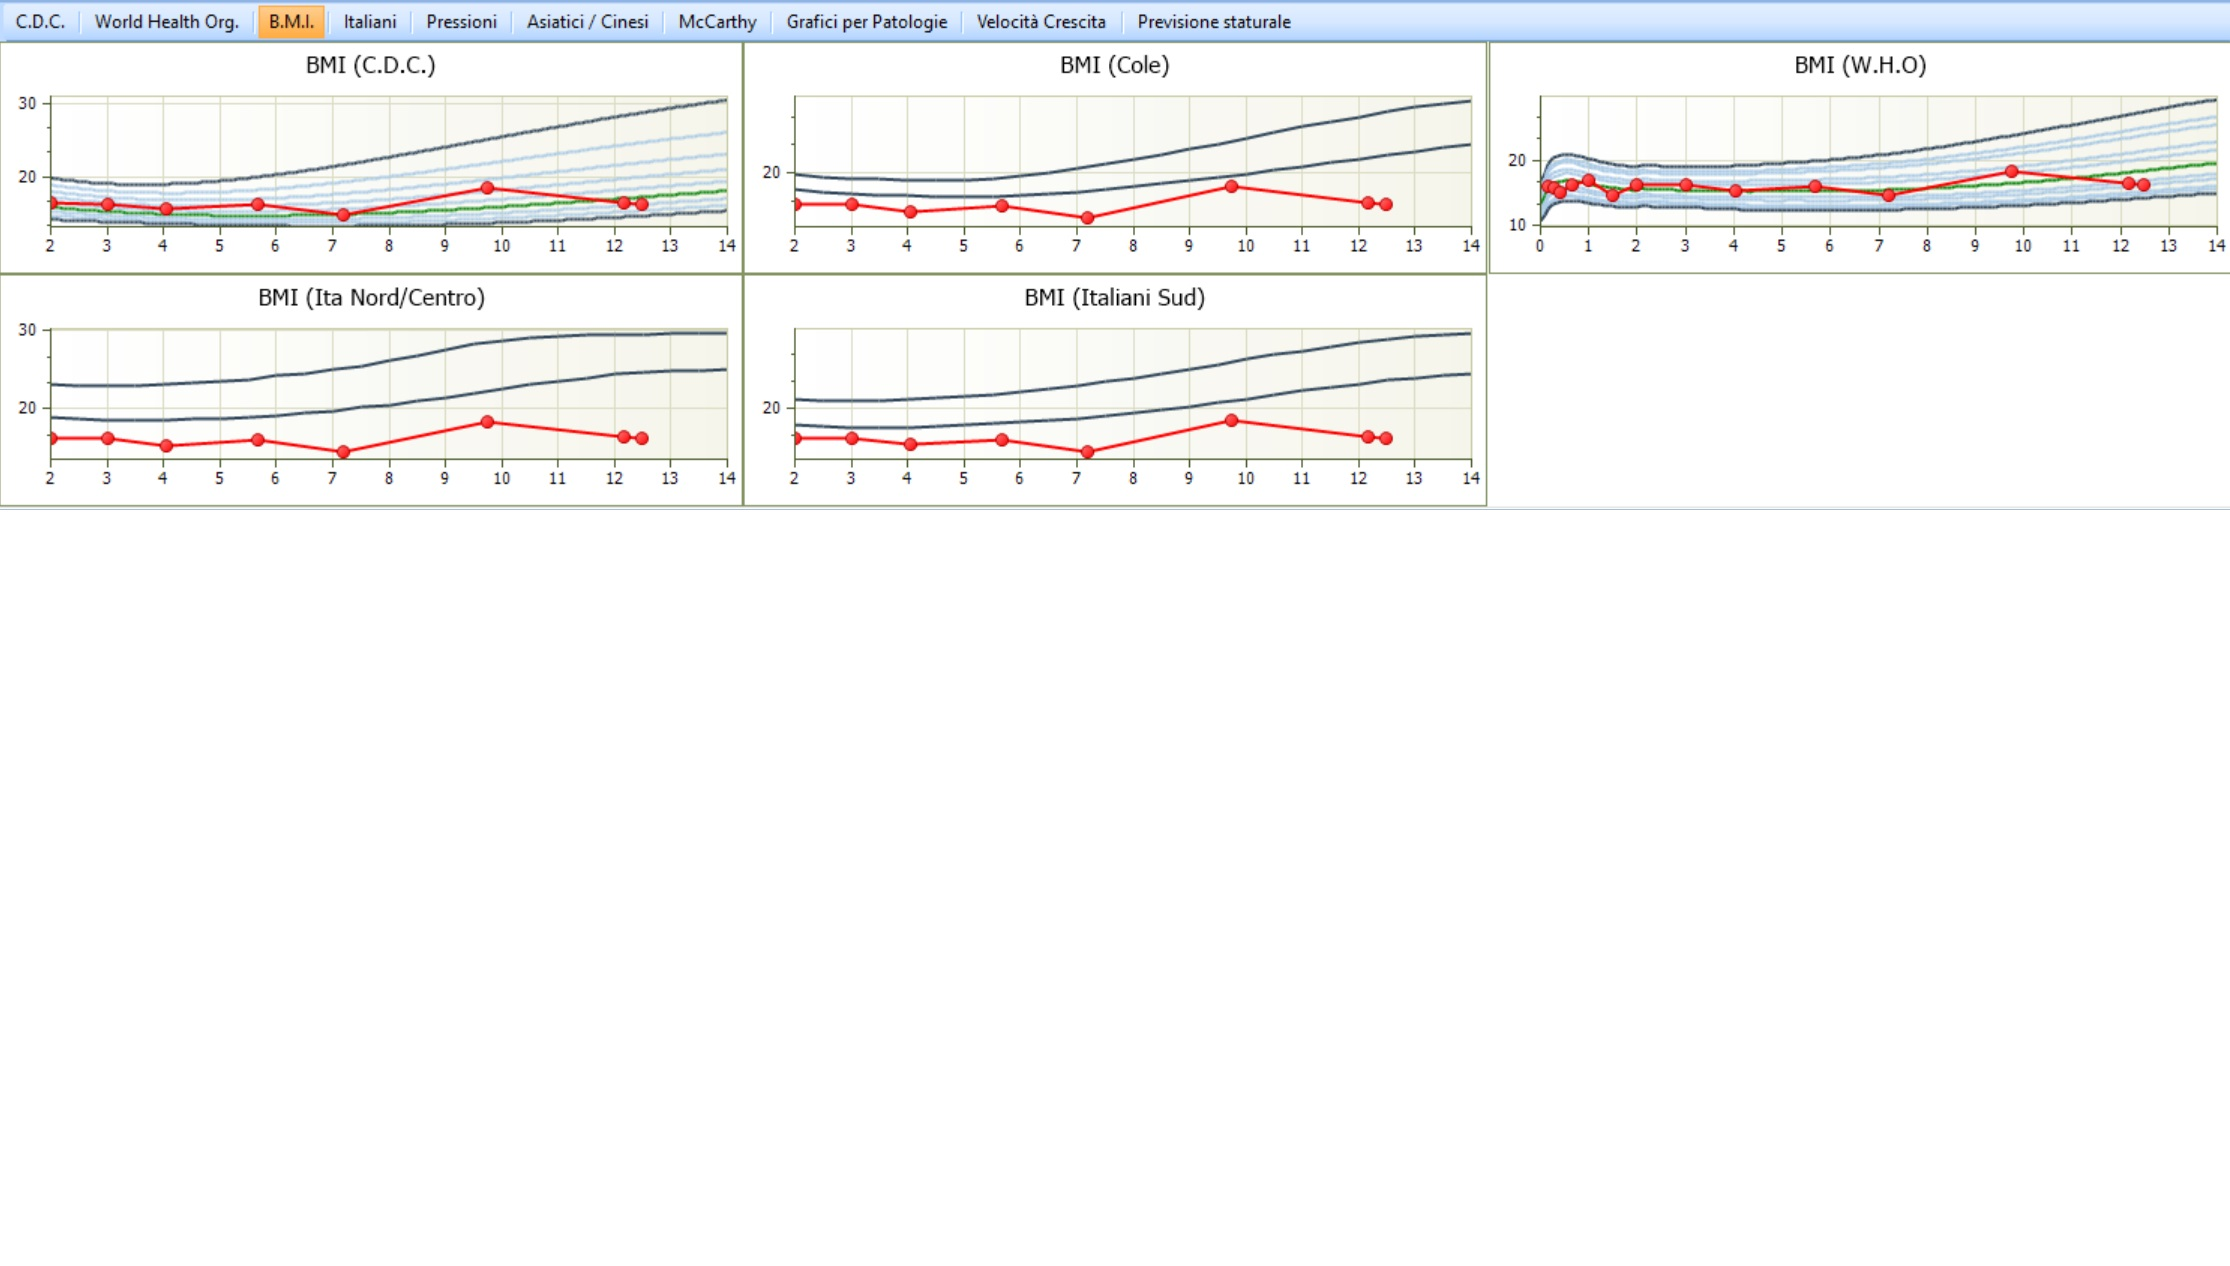 C.D.C. World Health Org. B.M.I. Italiani Pressioni Asiatici / Cinesi McCarthy Grafici per Patologie Velocità Crescita Previsione staturale
BMI (C.D.C.)
30
20
2 3 4 5 6 7 8 9 10 11 12 13 14
BMI (Cole)
20
2 3 4 5 6 7 8 9 10 11 12 13 14
BMI (W.H.O)
20
10
0 1 2 3 4 5 6 7 8 9 10 11 12 13 14
BMI (Ita Nord/Centro)
30
20
2 3 4 5 6 7 8 9 10 11 12 13 14
BMI (Italiani Sud)
20
2 3 4 5 6 7 8 9 10 11 12 13 14